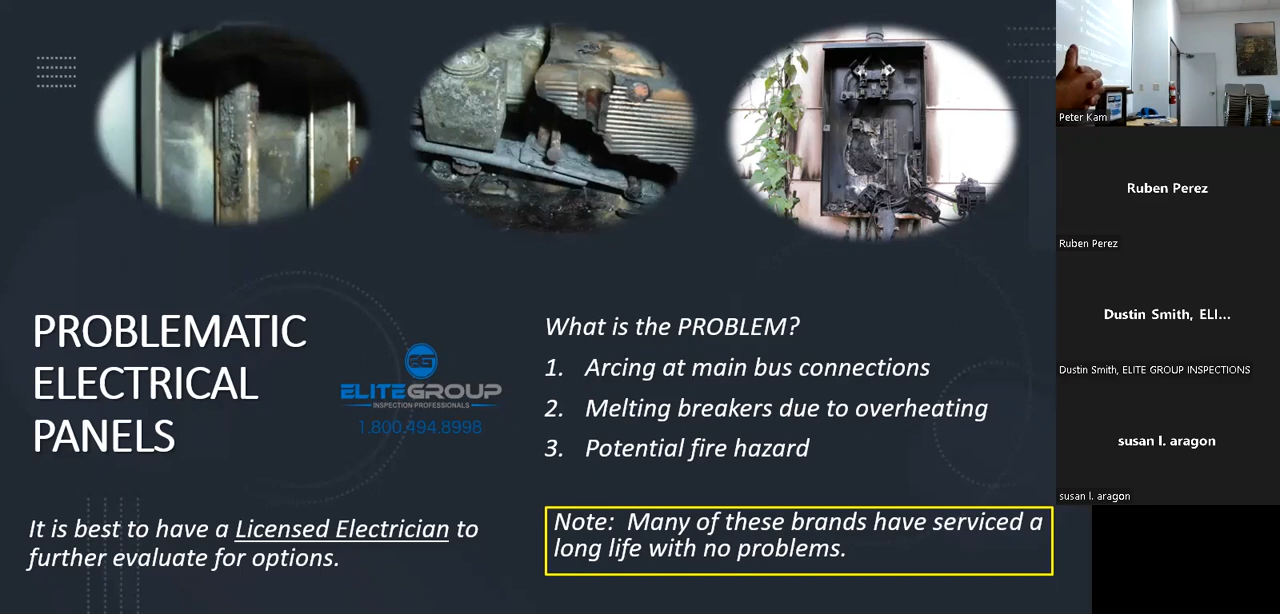 PROBLEMATIC
ELECTRICAL
PANELS
ELITEGROUP
INSPECTION PROFESSIONALS
1.800.494.8998
It is best to have a Licensed Electrician to
further evaluate for options.
What is the PROBLEM?
1. Arcing at main bus connections
2. Melting breakers due to overheating
3. Potential fire hazard
Note: Many of these brands have serviced a
long life with no problems.
Peter Kam
Ruben Perez
Ruben Perez
Dustin Smith, ELI...
Dustin Smith, ELITE GROUP INSPECTIONS
susan l. aragon
susan l. aragon